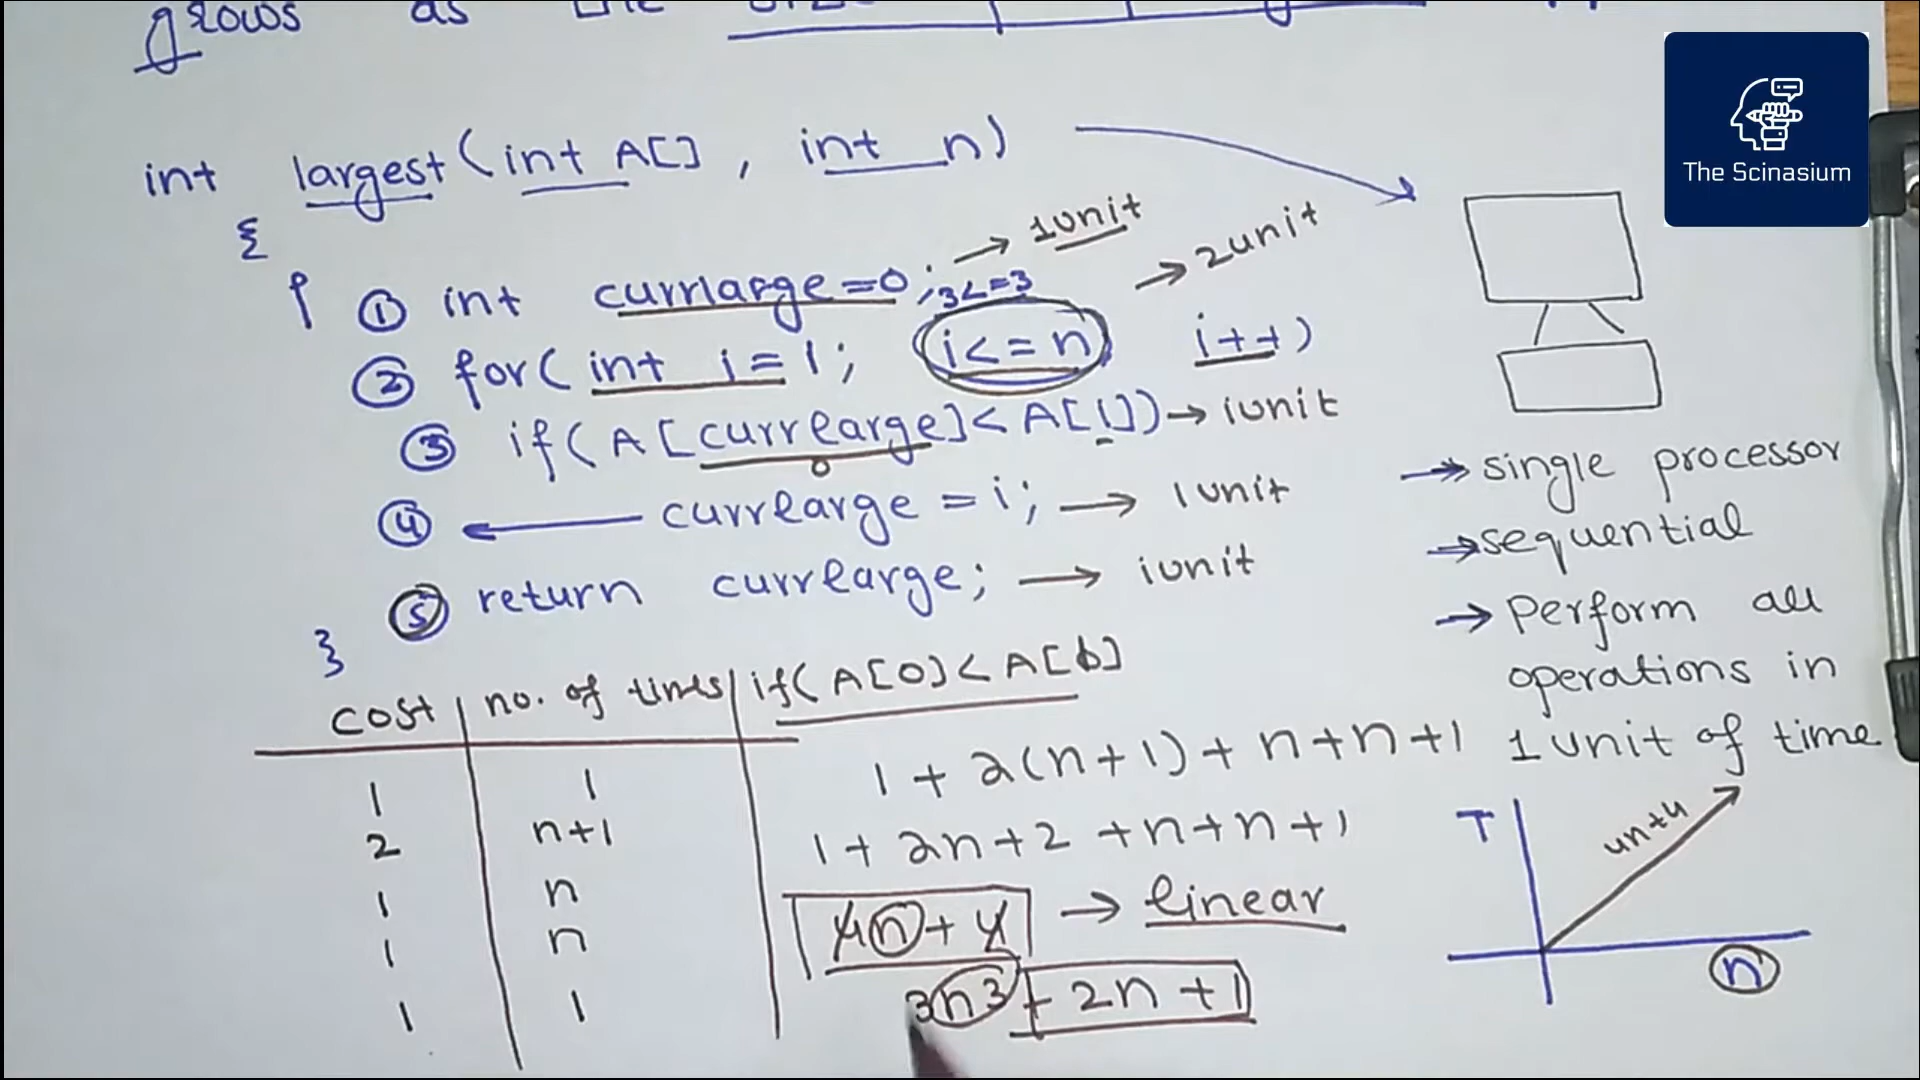 grows as the
int largest(int A[] , int n)
{
① int currlarge=0; → 1unit
3<=3
② for( int i=1; i<=n i++) → 2unit
③ if(A[currlarge]<A[i]) → 1unit
0
④ ← currlarge = i; → 1unit
⑤ return currlarge; → 1unit
}
The Scinasium
→ single processor
→ sequential
→ Perform all
operations in
1 unit of time
cost no. of times if(A[0]<A[b]
1 1
2 n+1
1 n
1 n
1 1
1 + 2(n+1) + n+n+1
1+ 2n+2 +n+n+1
4n+4 → linear
3n3 + 2n +1
T
4n+4
n